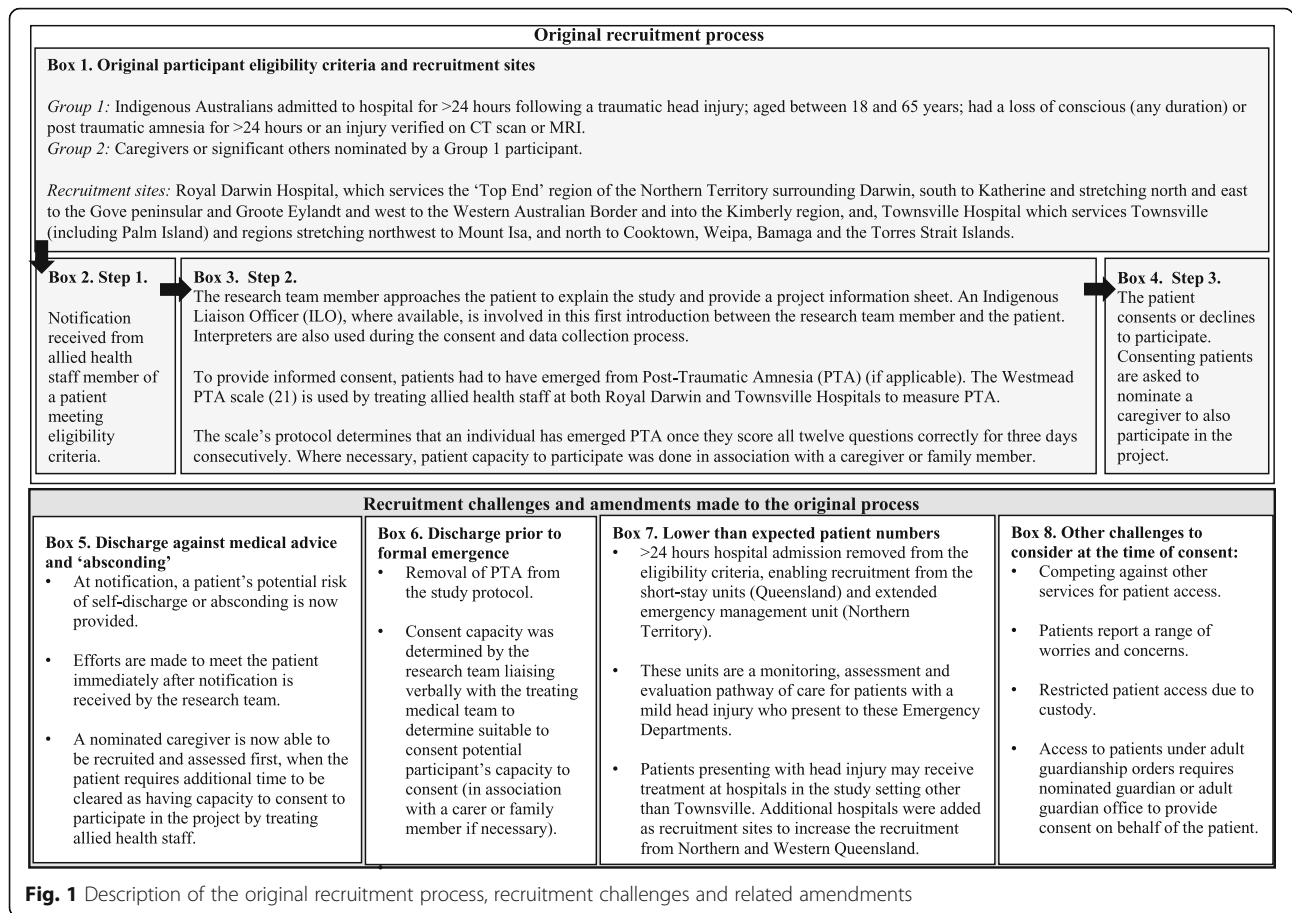 Original recruitment process
Box 1. Original participant eligibility criteria and recruitment sites
Group 1: Indigenous Australians admitted to hospital for >24 hours following a traumatic head injury; aged between 18 and 65 years; had a loss of conscious (any duration) or
post traumatic amnesia for >24 hours or an injury verified on CT scan or MRI.
Group 2: Caregivers or significant others nominated by a Group 1 participant.
Recruitment sites: Royal Darwin Hospital, which services the ‘Top End’ region of the Northern Territory surrounding Darwin, south to Katherine and stretching north and east
to the Gove peninsular and Groote Eylandt and west to the Western Australian Border and into the Kimberly region, and, Townsville Hospital which services Townsville
(including Palm Island) and regions stretching northwest to Mount Isa, and north to Cooktown, Weipa, Bamaga and the Torres Strait Islands.
Box 2. Step 1.
Notification
received from
allied health
staff member of
a patient
meeting
eligibility
criteria.
Box 3. Step 2.
The research team member approaches the patient to explain the study and provide a project information sheet. An Indigenous
Liaison Officer (ILO), where available, is involved in this first introduction between the research team member and the patient.
Interpreters are also used during the consent and data collection process.
To provide informed consent, patients had to have emerged from Post-Traumatic Amnesia (PTA) (if applicable). The Westmead
PTA scale (21) is used by treating allied health staff at both Royal Darwin and Townsville Hospitals to measure PTA.
The scale’s protocol determines that an individual has emerged PTA once they score all twelve questions correctly for three days
consecutively. Where necessary, patient capacity to participate was done in association with a caregiver or family member.
Box 4. Step 3.
The patient
consents or declines
to participate.
Consenting patients
are asked to
nominate a
caregiver to also
participate in the
project.
Recruitment challenges and amendments made to the original process
Box 5. Discharge against medical advice
and ‘absconding’
• At notification, a patient’s potential risk
of self-discharge or absconding is now
provided.
• Efforts are made to meet the patient
immediately after notification is
received by the research team.
• A nominated caregiver is now able to
be recruited and assessed first, when the
patient requires additional time to be
cleared as having capacity to consent to
participate in the project by treating
allied health staff.
Box 6. Discharge prior to
formal emergence
• Removal of PTA from
the study protocol.
• Consent capacity was
determined by the
research team liaising
verbally with the treating
medical team to
determine suitable to
consent potential
participant’s capacity to
consent (in association
with a carer or family
member if necessary).
Box 7. Lower than expected patient numbers
• >24 hours hospital admission removed from the
eligibility criteria, enabling recruitment from the
short-stay units (Queensland) and extended
emergency management unit (Northern
Territory).
• These units are a monitoring, assessment and
evaluation pathway of care for patients with a
mild head injury who present to these Emergency
Departments.
• Patients presenting with head injury may receive
treatment at hospitals in the study setting other
than Townsville. Additional hospitals were added
as recruitment sites to increase the recruitment
from Northern and Western Queensland.
Box 8. Other challenges to
consider at the time of consent:
• Competing against other
services for patient access.
• Patients report a range of
worries and concerns.
• Restricted patient access due to
custody.
• Access to patients under adult
guardianship orders requires
nominated guardian or adult
guardian office to provide
consent on behalf of the patient.
Fig. 1 Description of the original recruitment process, recruitment challenges and related amendments